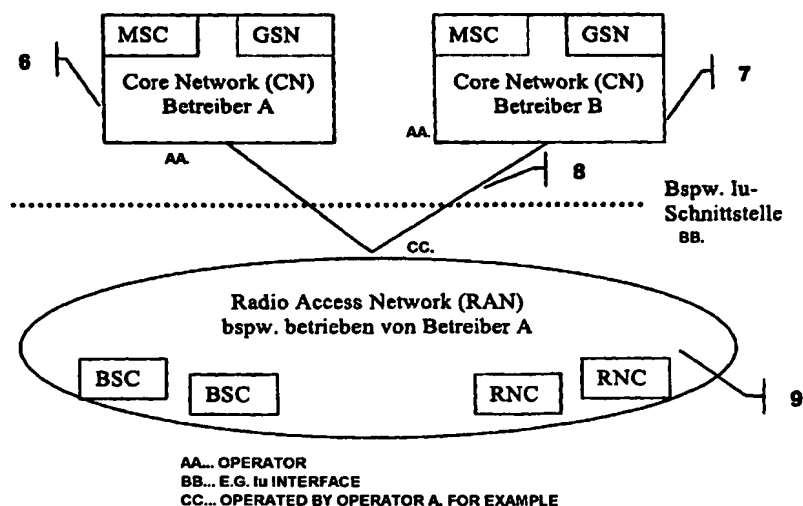 MSC GSN MSC GSN
6 Core Network (CN) Core Network (CN) 7
Betreiber A Betreiber B
AA. AA.
8
Bspw. Iu-
Schnittstelle
BB.
CC.
Radio Access Network (RAN)
bspw. betrieben von Betreiber A
BSC BSC RNC RNC
9
AA... OPERATOR
BB... E.G. Iu INTERFACE
CC... OPERATED BY OPERATOR A, FOR EXAMPLE